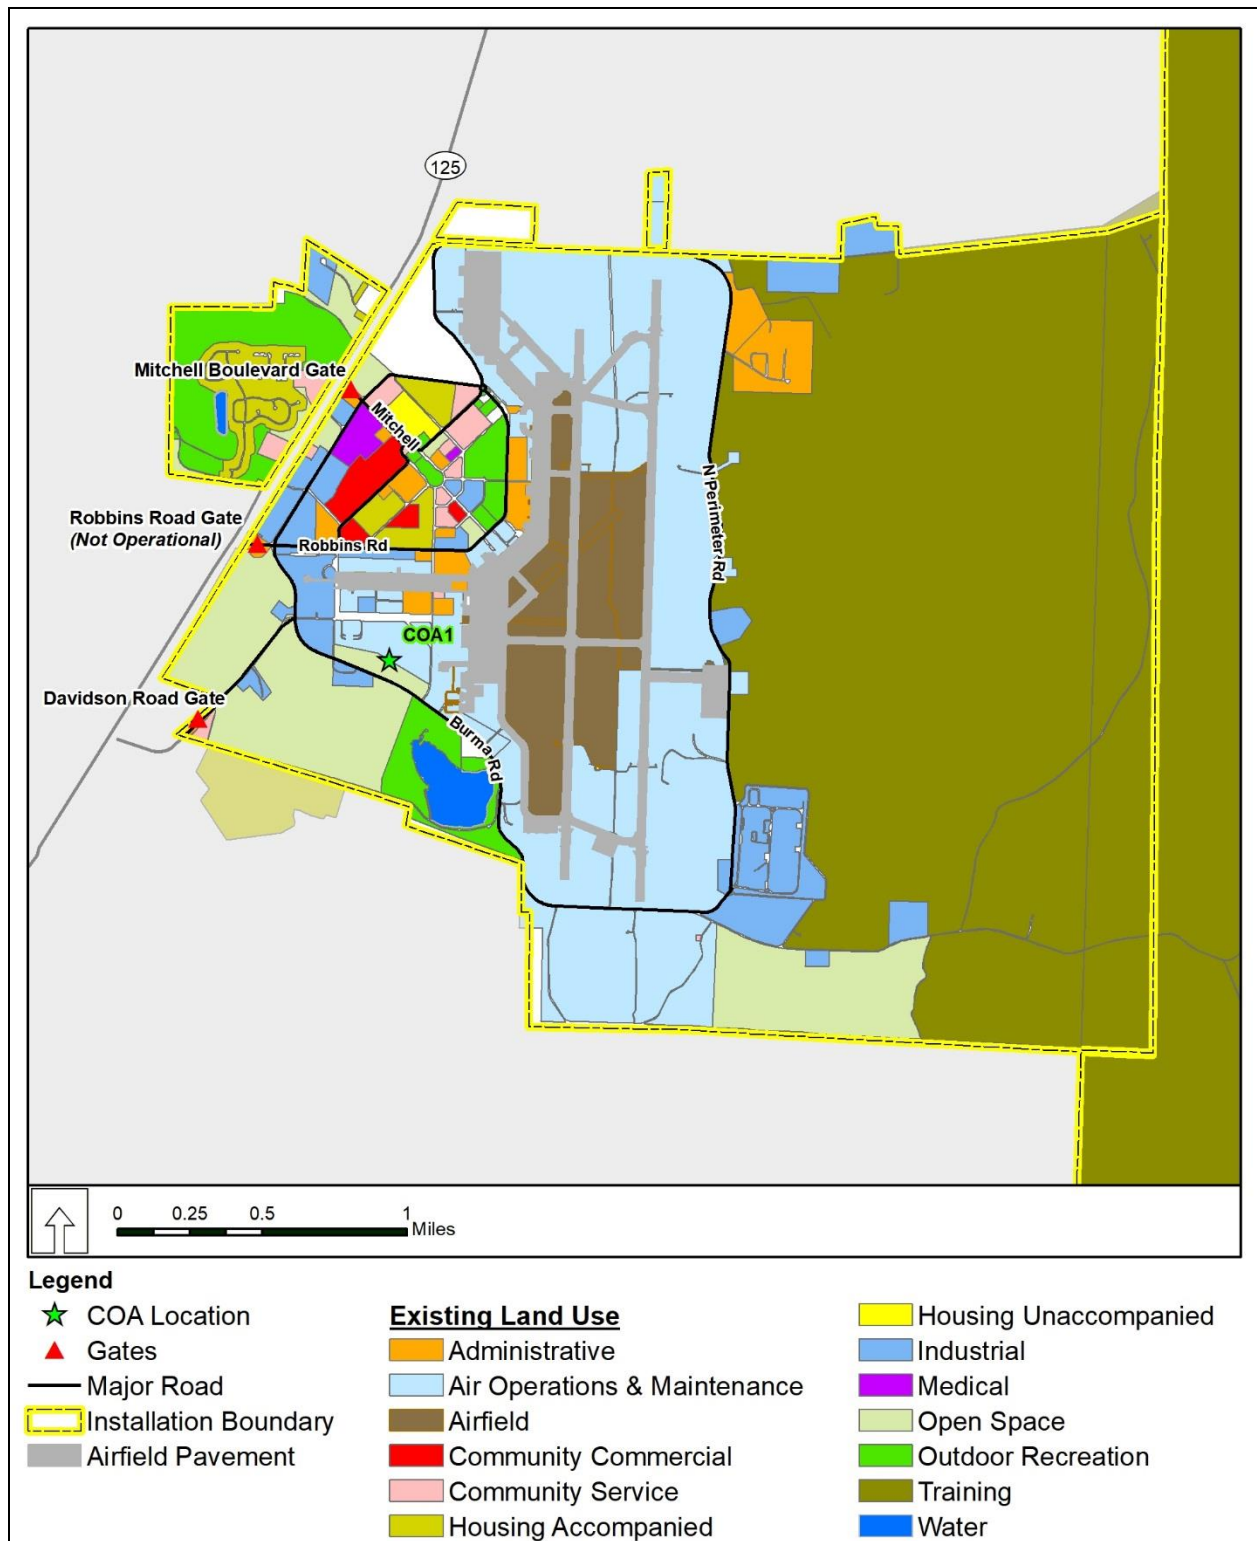 125
Mitchell Boulevard Gate
Mitchell
Robbins Road Gate
(Not Operational)
Robbins Rd
N Perimeter Rd
COA1
Davidson Road Gate
Burma Rd
0 0.25 0.5 1
Miles
Legend
COA Location
Gates
Major Road
Installation Boundary
Airfield Pavement
Existing Land Use
Administrative
Air Operations & Maintenance
Airfield
Community Commercial
Community Service
Housing Accompanied
Housing Unaccompanied
Industrial
Medical
Open Space
Outdoor Recreation
Training
Water